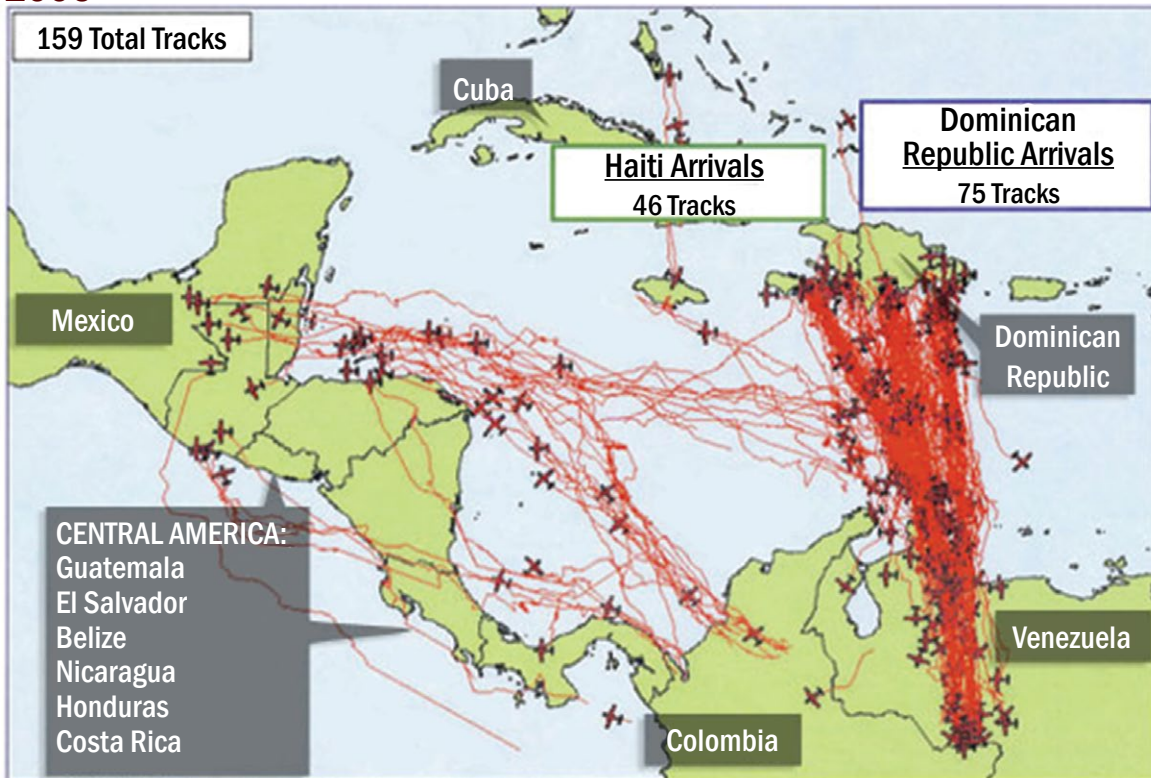 159 Total Tracks
Cuba
Haiti Arrivals
46 Tracks
Dominican
Republic Arrivals
75 Tracks
Mexico
Dominican
Republic
CENTRAL AMERICA:
Guatemala
El Salvador
Belize
Nicaragua
Honduras
Costa Rica
Venezuela
Colombia